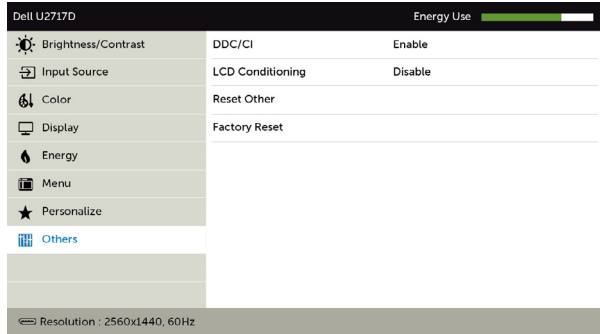 Dell U2717D Energy Use
Brightness/Contrast DDC/CI Enable
Input Source LCD Conditioning Disable
Color Reset Other
Display Factory Reset
Energy
Menu
Personalize
Others
Resolution : 2560x1440, 60Hz